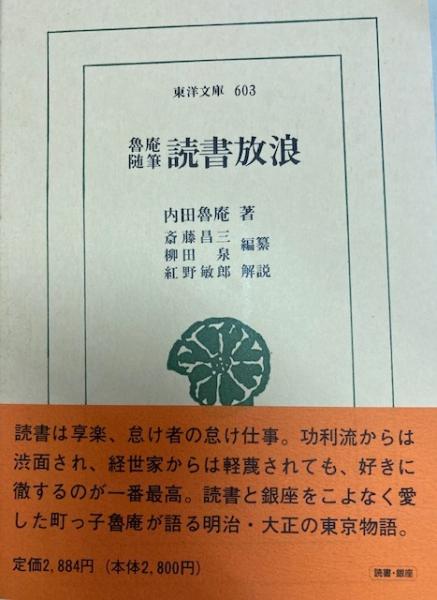 東洋文庫 603
魯庵随筆 読書放浪
内田魯庵 著
斎藤昌三
柳田 泉 編纂
紅野敏郎 解説
読書は享楽、怠け者の怠け仕事。功利流からは
渋面され、経世家からは軽蔑されても、好きに
徹するのが一番最高。読書と銀座をこよなく愛
した町っ子魯庵が語る明治・大正の東京物語。
定価2,884円（本体2,800円）
読書・銀座